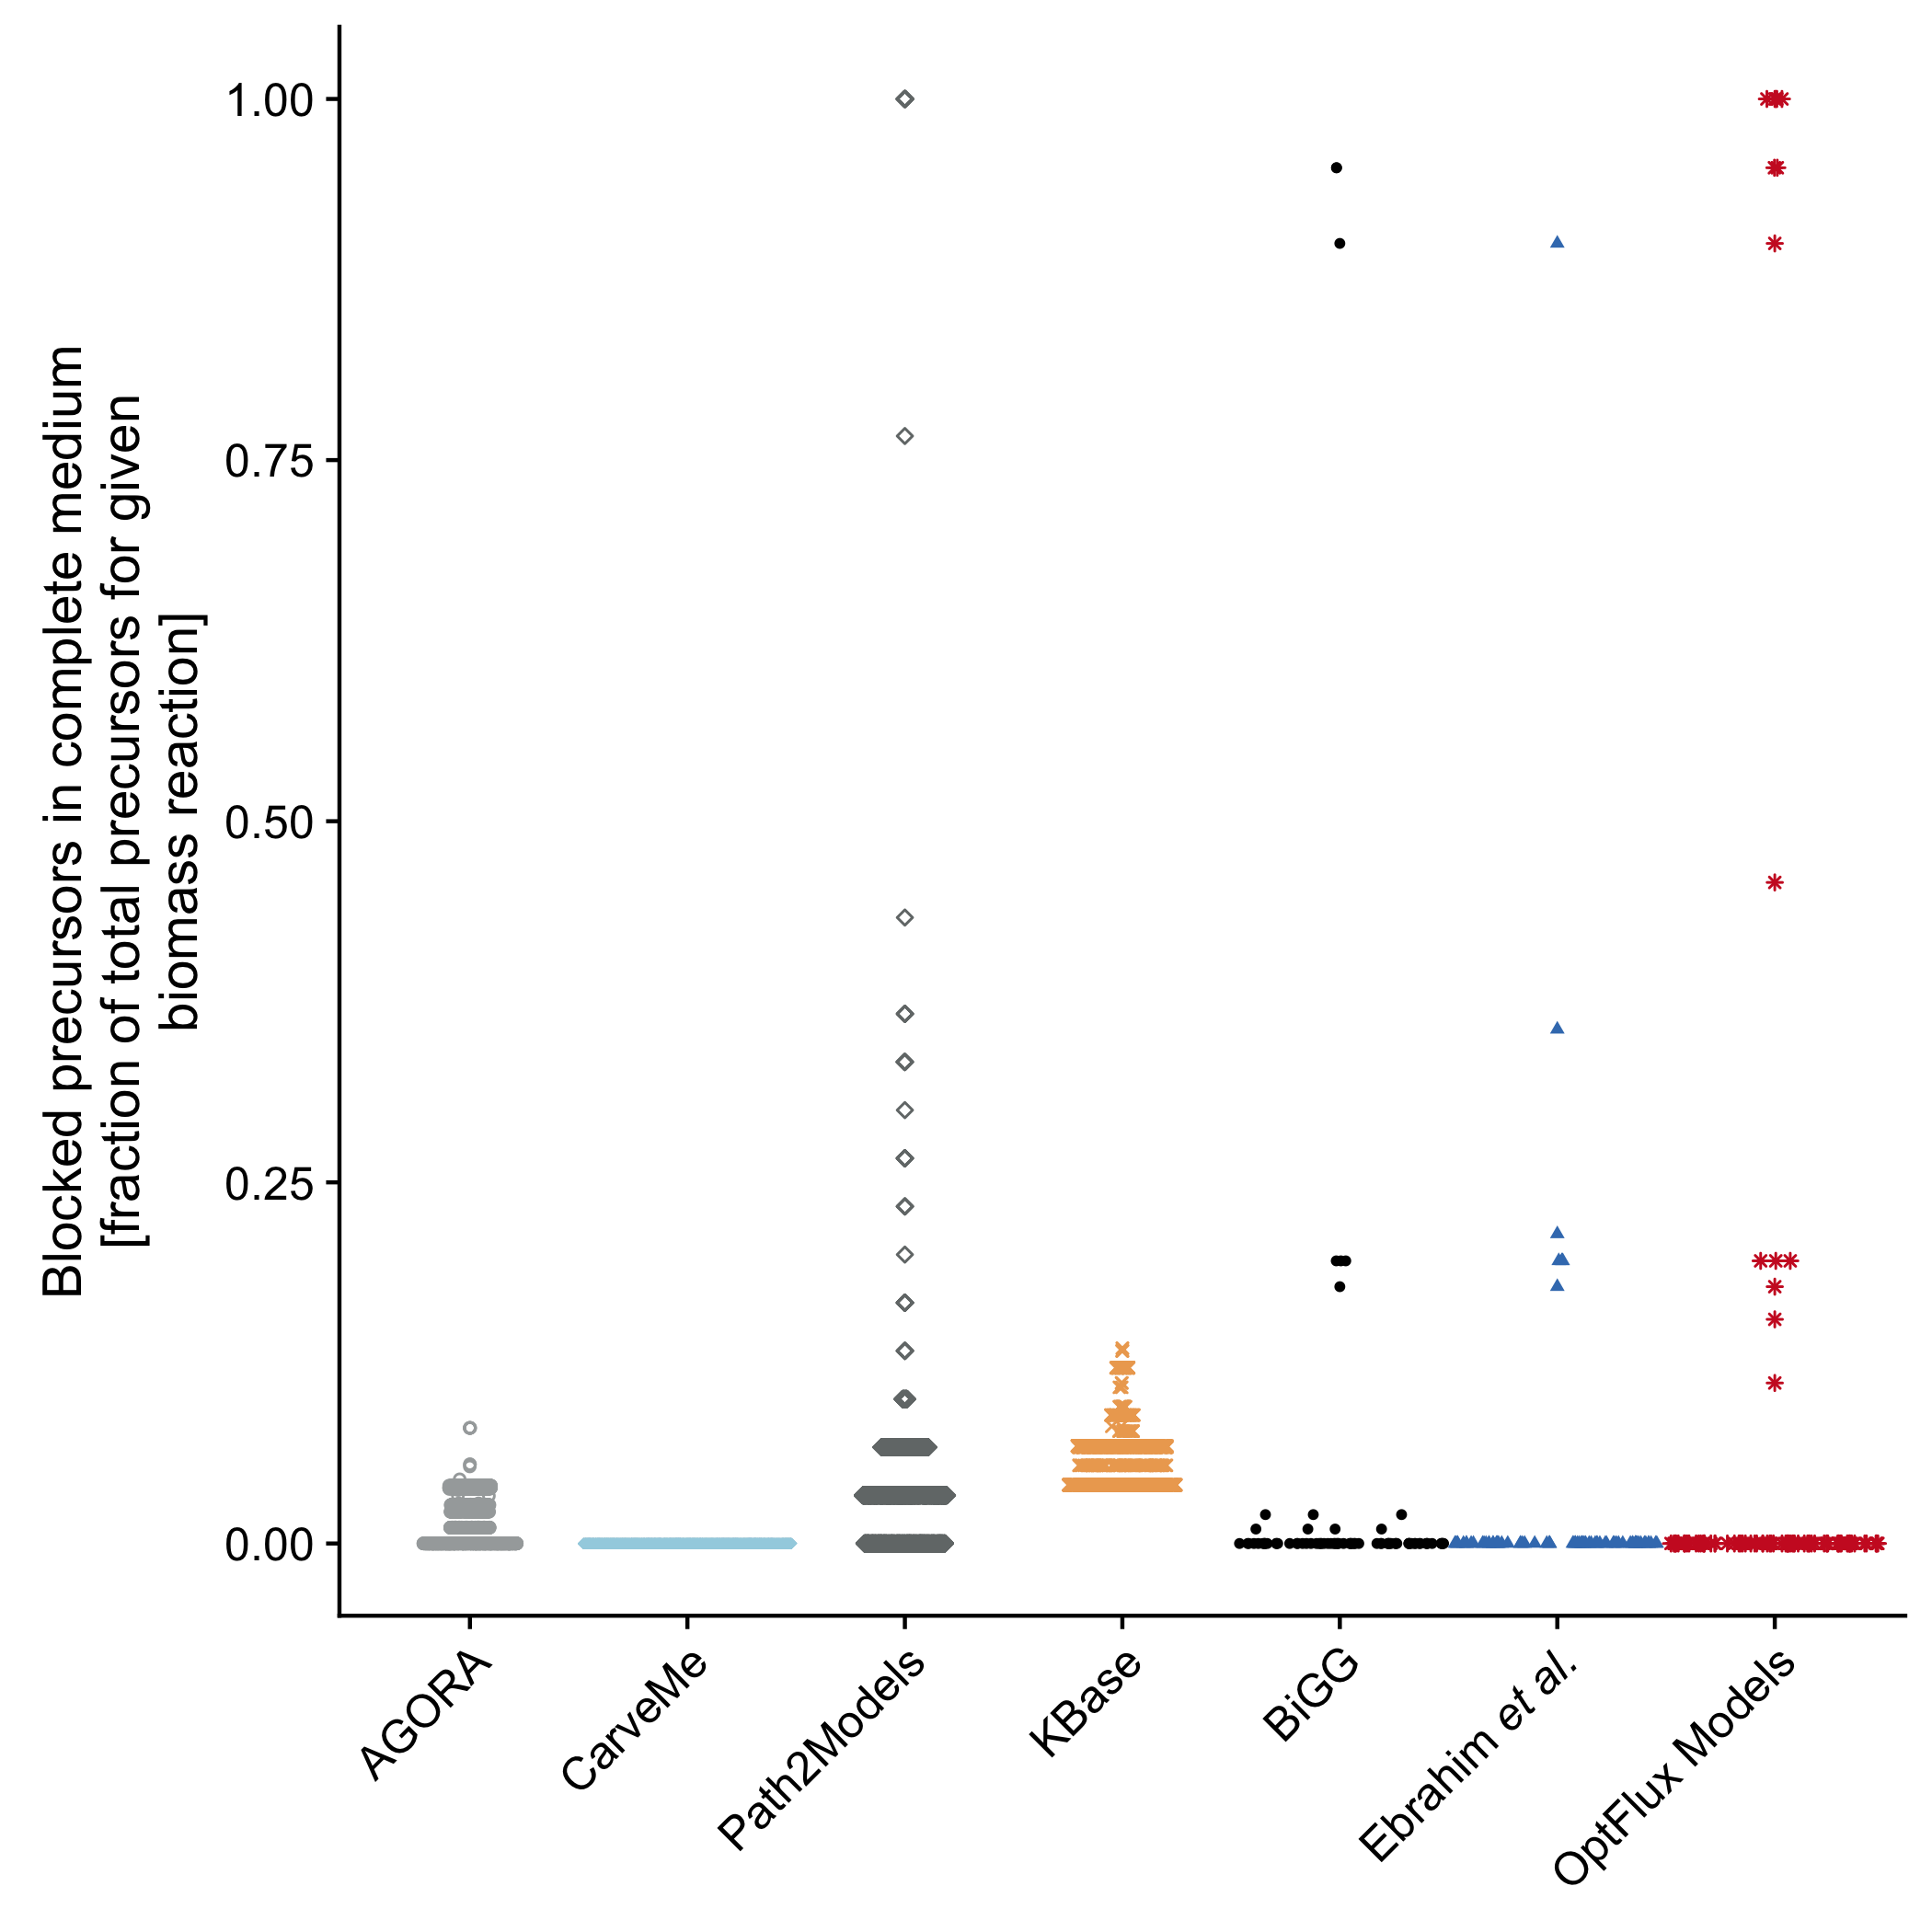 Blocked precursors in complete medium
[fraction of total precursors for given
biomass reaction]
1.00
0.75
0.50
0.25
0.00
AGORA
CarveMe
Path2Models
KBase
BiGG
Ebrahim et al.
OptFlux Models